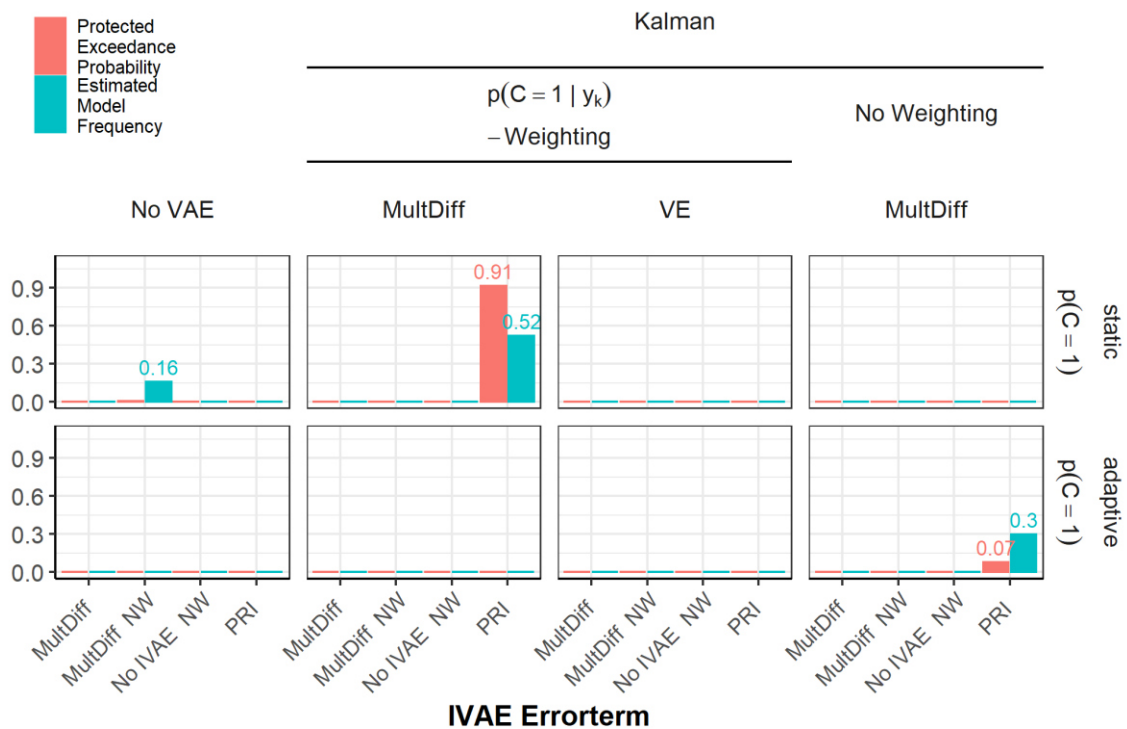 Protected
Exceedance
Probability
Estimated
Model
Frequency
Kalman
p(C = 1 | yₖ)
– Weighting
No Weighting
No VAE
MultDiff
VE
MultDiff
0.9
0.6
0.3
0.0
0.16
0.91
0.52
static
p(C = 1)
0.9
0.6
0.3
0.0
0.07
0.3
adaptive
p(C = 1)
MultDiff
MultDiff NW
No IVAE NW
PRI
MultDiff
MultDiff NW
No IVAE NW
PRI
MultDiff
MultDiff NW
No IVAE NW
PRI
MultDiff
MultDiff NW
No IVAE NW
PRI
IVAE Errorterm